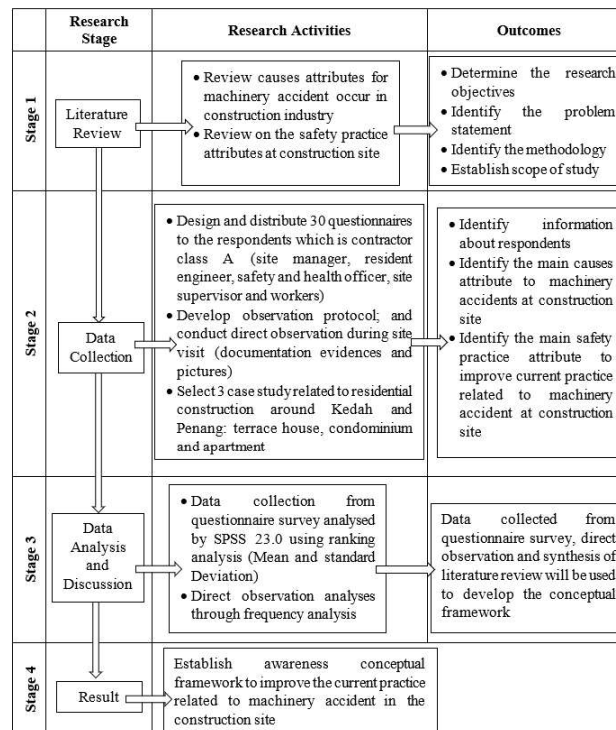 Research
Stage
Research Activities
Outcomes
Stage 1
Literature
Review
• Review causes attributes for
machinery accident occur in
construction industry
• Review on the safety practice
attributes at construction site
• Determine the research
objectives
• Identify the problem
statement
• Identify the methodology
• Establish scope of study
Stage 2
Data
Collection
• Design and distribute 30 questionnaires
to the respondents which is contractor
class A (site manager, resident
engineer, safety and health officer, site
supervisor and workers)
• Develop observation protocol; and
conduct direct observation during site
visit (documentation evidences and
pictures)
• Select 3 case study related to residential
construction around Kedah and
Penang: terrace house, condominium
and apartment
• Identify information
about respondents
• Identify the main causes
attribute to machinery
accidents at construction
site
• Identify the main safety
practice attribute to
improve current practice
related to machinery
accident at construction
site
Stage 3
Data
Analysis
and
Discussion
• Data collection from
questionnaire survey analysed
by SPSS 23.0 using ranking
analysis (Mean and standard
Deviation)
• Direct observation analyses
through frequency analysis
Data collected from
questionnaire survey, direct
observation and synthesis of
literature review will be used
to develop the conceptual
framework
Stage 4
Result
Establish awareness conceptual
framework to improve the current practice
related to machinery accident in the
construction site